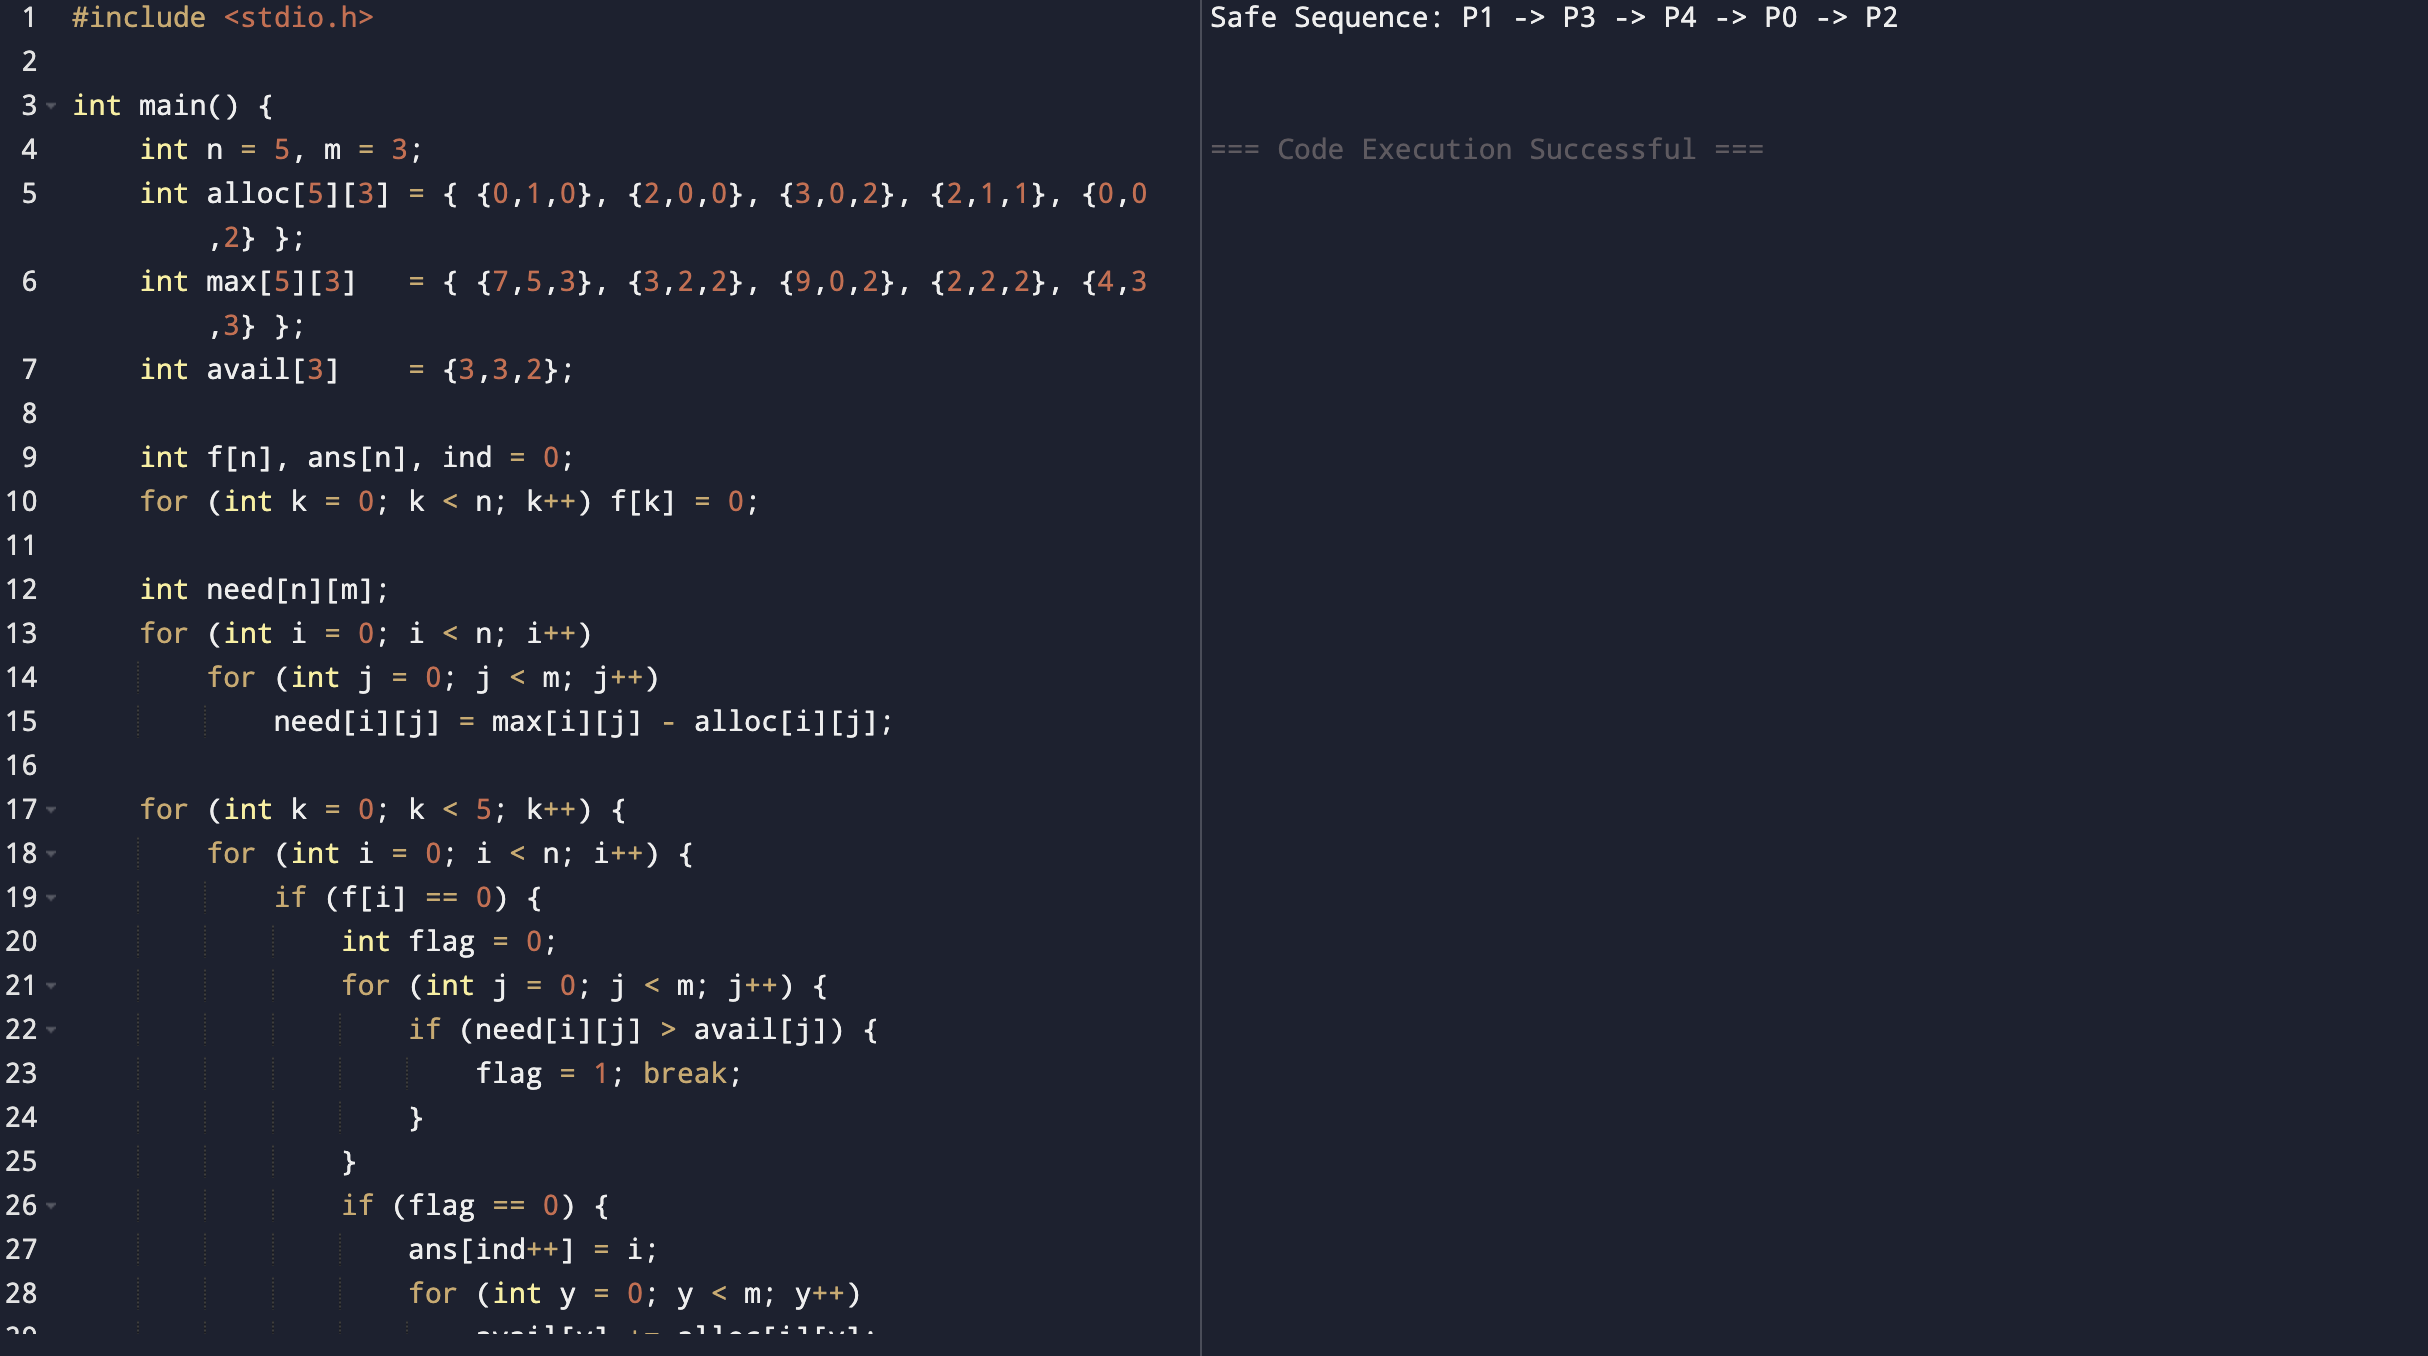 1 #include <stdio.h>
2
3 int main() {
4     int n = 5, m = 3;
5     int alloc[5][3] = { {0,1,0}, {2,0,0}, {3,0,2}, {2,1,1}, {0,0
        ,2} };
6     int max[5][3]   = { {7,5,3}, {3,2,2}, {9,0,2}, {2,2,2}, {4,3
        ,3} };
7     int avail[3]    = {3,3,2};
8
9     int f[n], ans[n], ind = 0;
10     for (int k = 0; k < n; k++) f[k] = 0;
11
12     int need[n][m];
13     for (int i = 0; i < n; i++)
14         for (int j = 0; j < m; j++)
15             need[i][j] = max[i][j] - alloc[i][j];
16
17     for (int k = 0; k < 5; k++) {
18         for (int i = 0; i < n; i++) {
19             if (f[i] == 0) {
20                 int flag = 0;
21                 for (int j = 0; j < m; j++) {
22                     if (need[i][j] > avail[j]) {
23                         flag = 1; break;
24                     }
25                 }
26                 if (flag == 0) {
27                     ans[ind++] = i;
28                     for (int y = 0; y < m; y++)
29                         avail[y] += alloc[i][y];
Safe Sequence: P1 -> P3 -> P4 -> P0 -> P2
=== Code Execution Successful ===